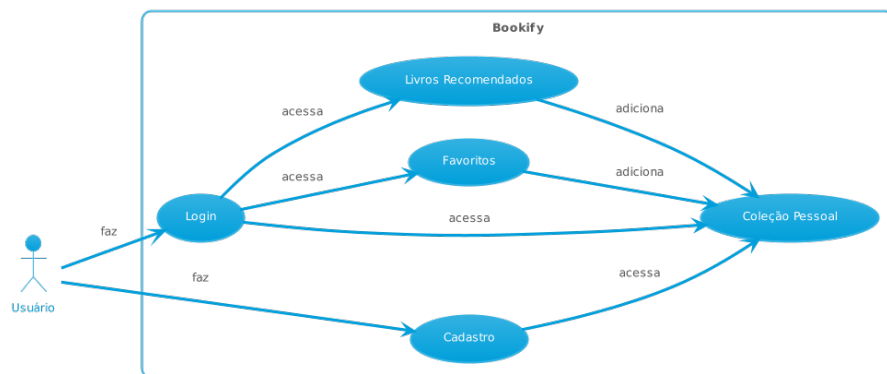 Bookify
Livros Recomendados
acessa
adiciona
Favoritos
acessa
adiciona
Login
acessa
Coleção Pessoal
faz
Usuário
faz
acessa
Cadastro